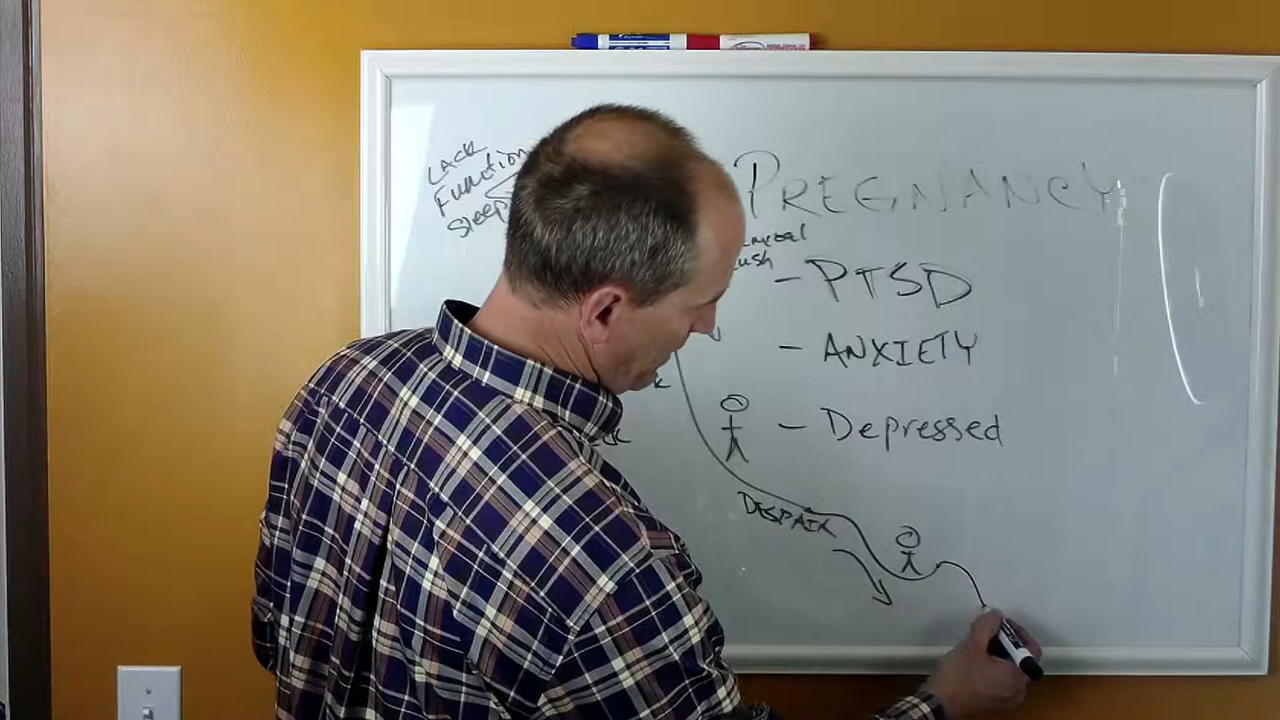 LACK
Function
Sleep
PREGNANCY
- PTSD
- ANXIETY
- Depressed
DESPAIR